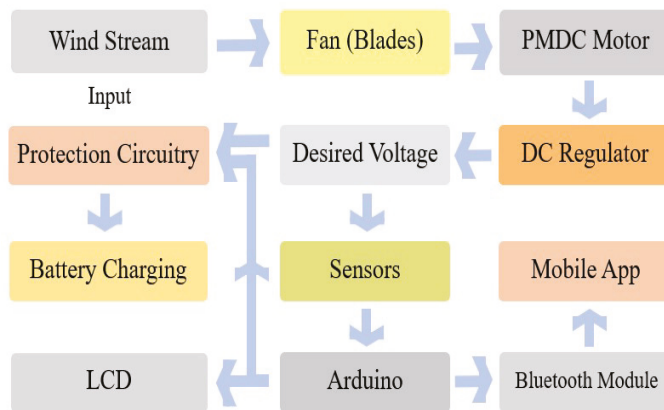 Wind Stream
Fan (Blades)
PMDC Motor
Input
Protection Circuitry
Desired Voltage
DC Regulator
Battery Charging
Sensors
Mobile App
LCD
Arduino
Bluetooth Module